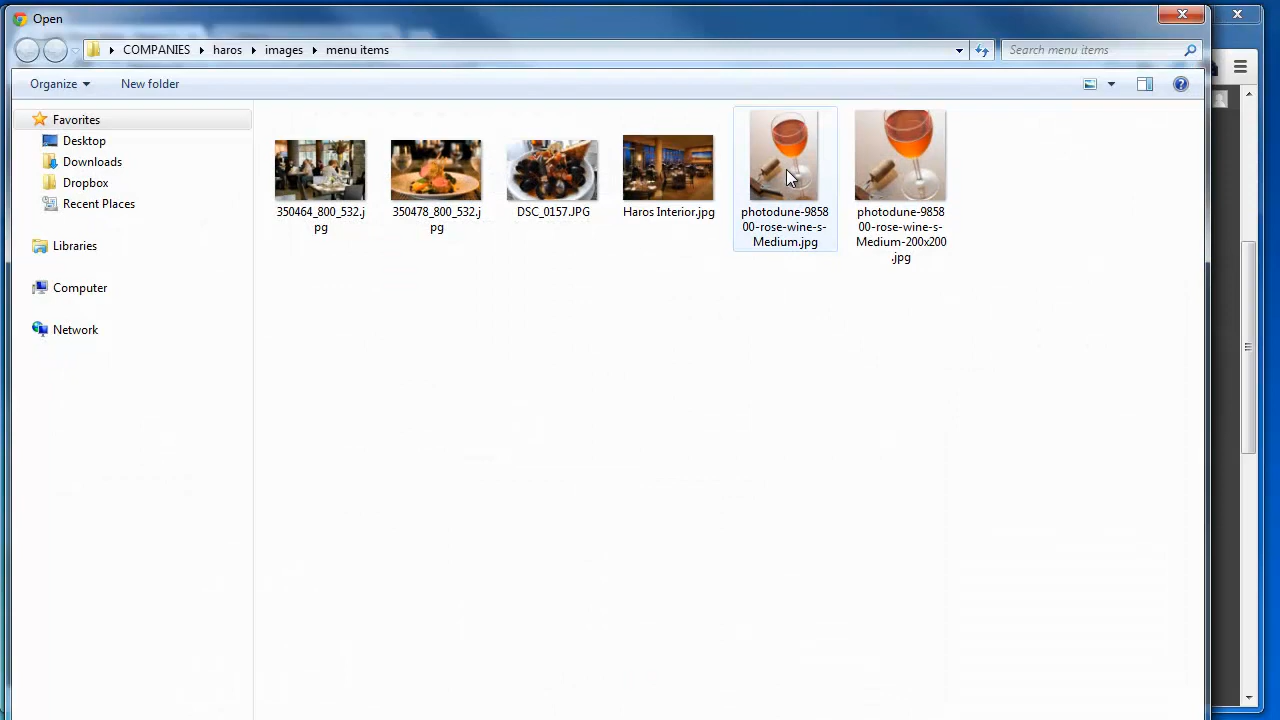 Open
COMPANIES haros images menu items
Search menu items
Organize
New folder
Favorites
Desktop
Downloads
Dropbox
Recent Places
Libraries
Computer
Network
350464_800_532.j
pg
350478_800_532.j
pg
DSC_0157.JPG
Haros Interior.jpg
photodune-9858
00-rose-wine-s-
Medium.jpg
photodune-9858
00-rose-wine-s-
Medium-200x200
.jpg